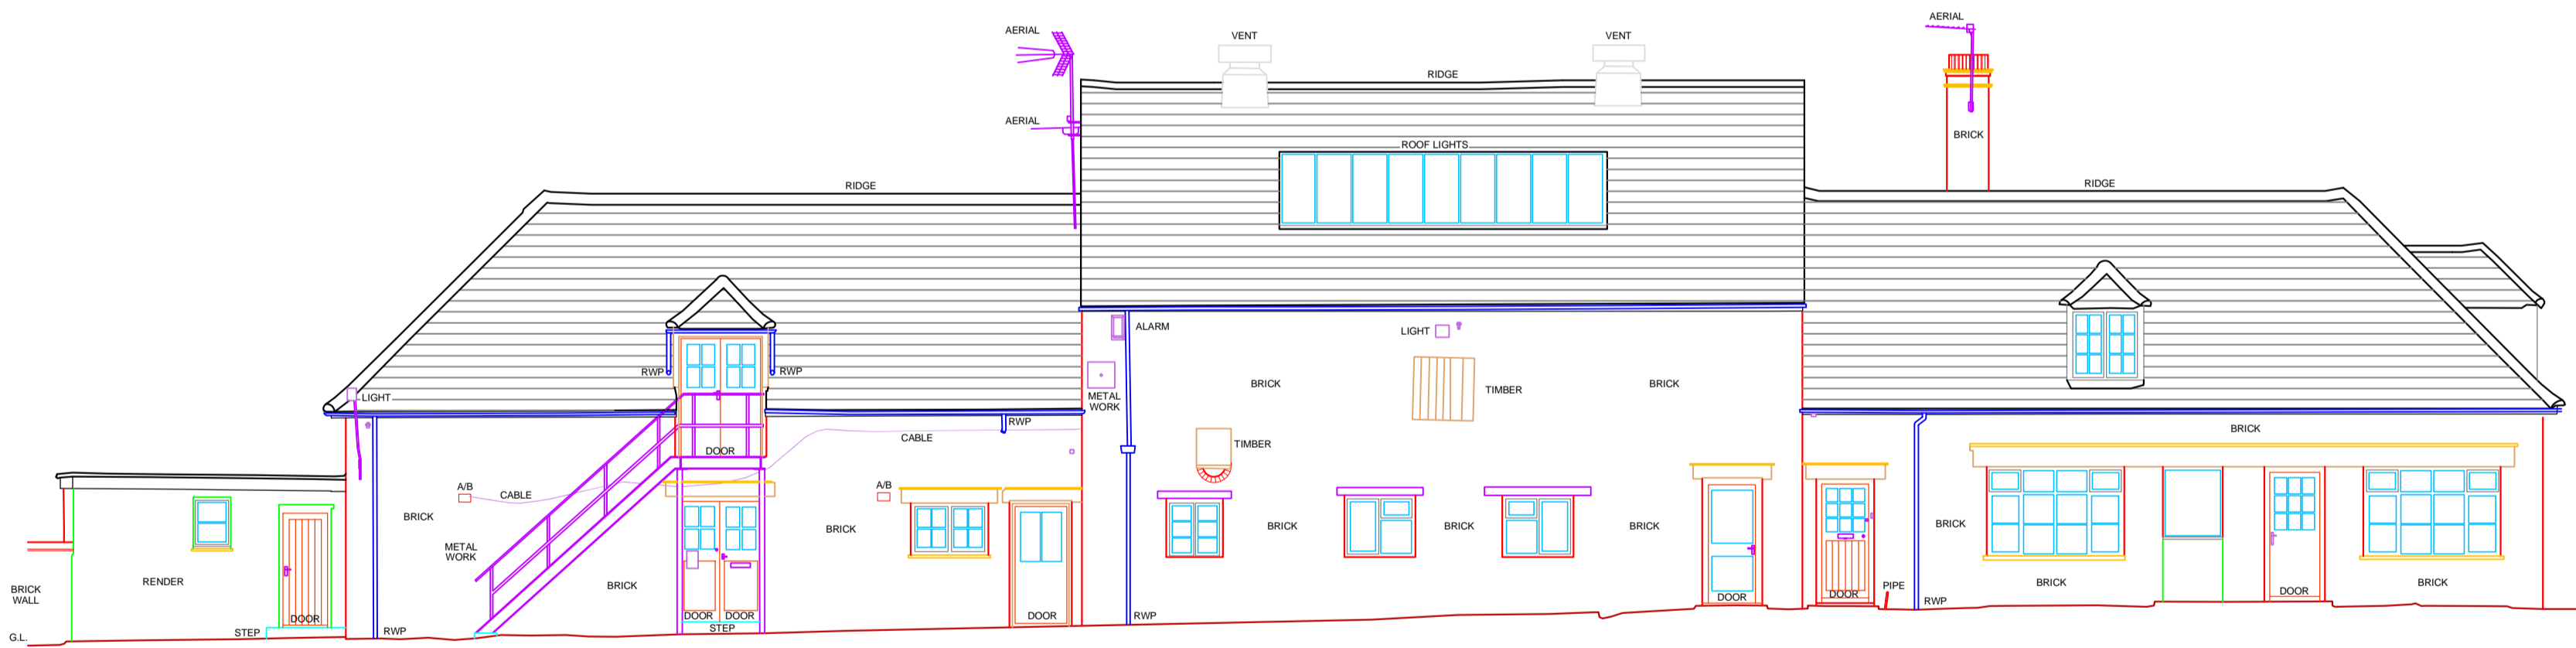 AERIAL
VENT
VENT
AERIAL
RIDGE
AERIAL
BRICK
ROOF LIGHTS
RIDGE
RIDGE
ALARM
LIGHT
RWP
RWP
BRICK
TIMBER
BRICK
LIGHT
METAL
WORK
RWP
CABLE
TIMBER
BRICK
DOOR
A/B
CABLE
A/B
BRICK
BRICK
BRICK
BRICK
BRICK
BRICK
METAL
WORK
RENDER
BRICK
BRICK
BRICK
PIPE
BRICK
WALL
DOOR
DOOR
DOOR
RWP
DOOR
DOOR
DOOR
DOOR
RWP
STEP
G.L.
STEP
RWP